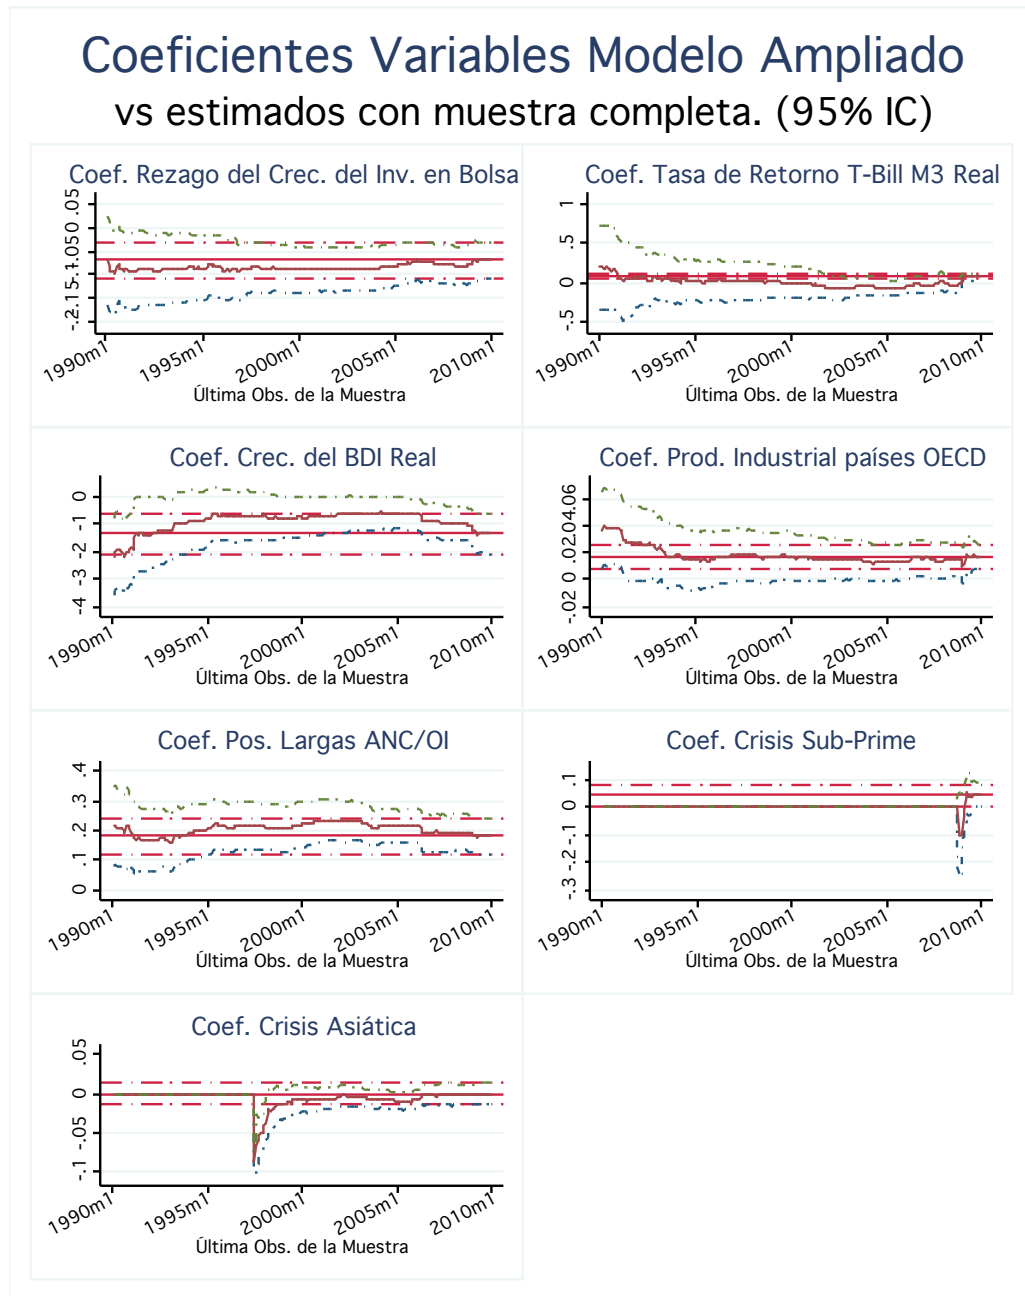 Coeficientes Variables Modelo Ampliado
vs estimados con muestra completa. (95% IC)
Coef. Rezago del Crec. del Inv. en Bolsa
-.2-.15-.1-.050 .05
1990m1 1995m1 2000m1 2005m1 2010m1
Última Obs. de la Muestra
Coef. Tasa de Retorno T-Bill M3 Real
-.5 0 .5 1
1990m1 1995m1 2000m1 2005m1 2010m1
Última Obs. de la Muestra
Coef. Crec. del BDI Real
-4 -3 -2 -1 0
1990m1 1995m1 2000m1 2005m1 2010m1
Última Obs. de la Muestra
Coef. Prod. Industrial países OECD
-.02 0 .02.04.06
1990m1 1995m1 2000m1 2005m1 2010m1
Última Obs. de la Muestra
Coef. Pos. Largas ANC/OI
0 .1 .2 .3 .4
1990m1 1995m1 2000m1 2005m1 2010m1
Última Obs. de la Muestra
Coef. Crisis Sub-Prime
-.3 -.2 -.1 0 .1
1990m1 1995m1 2000m1 2005m1 2010m1
Última Obs. de la Muestra
Coef. Crisis Asiática
-.1 -.05 0 .05
1990m1 1995m1 2000m1 2005m1 2010m1
Última Obs. de la Muestra